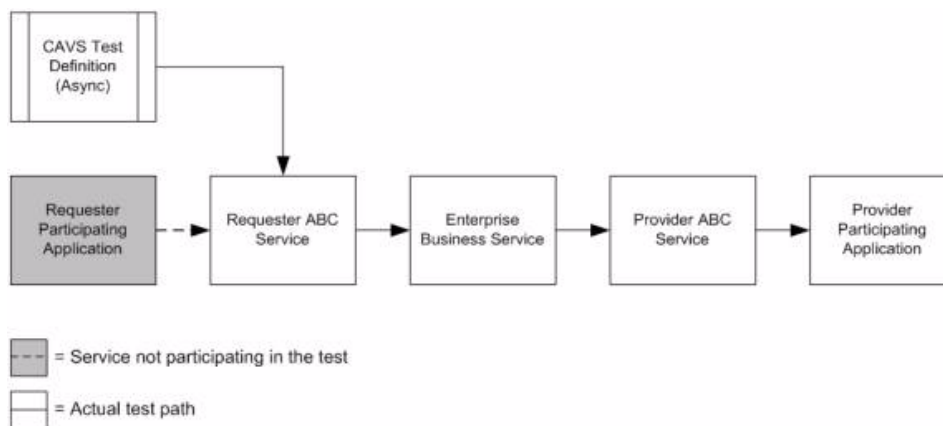 CAVS Test
Definition
(Async)
Requester
Participating
Application
Requester ABC
Service
Enterprise
Business Service
Provider ABC
Service
Provider
Participating
Application
= Service not participating in the test
= Actual test path